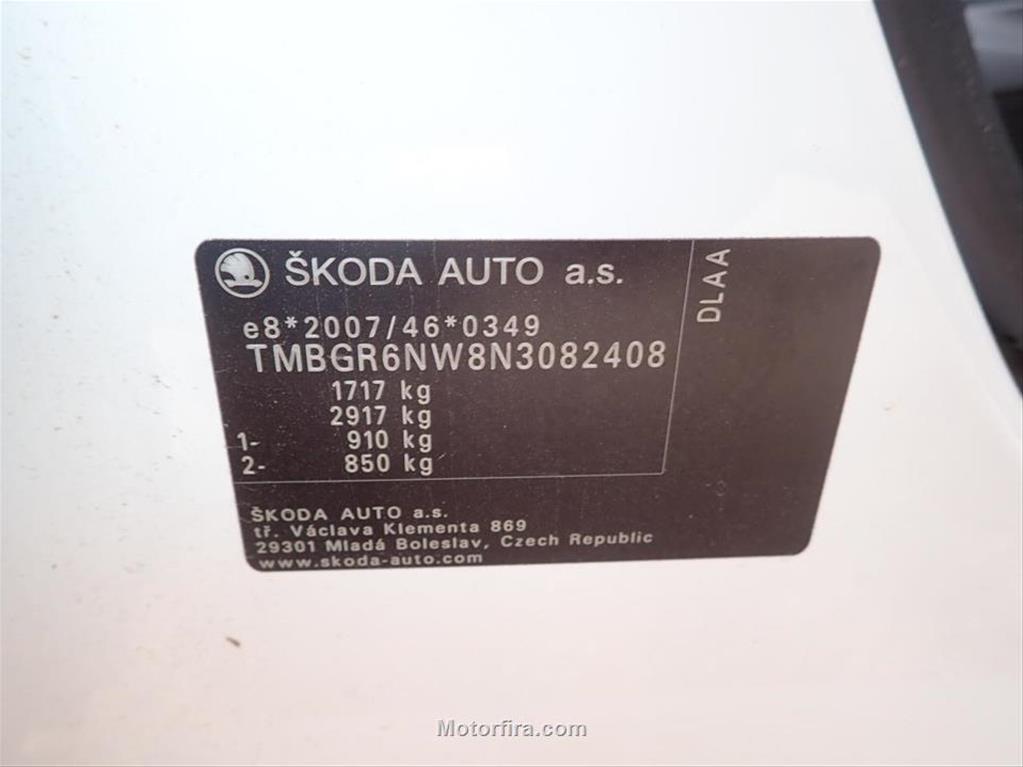 ŠKODA AUTO a.s.
DLAA
e8*2007/46*0349
TMBGR6NW8N3082408
1717 kg
2917 kg
1- 910 kg
2- 850 kg
ŠKODA AUTO a.s.
tř. Václava Klementa 869
29301 Mladá Boleslav, Czech Republic
www.skoda-auto.com
Motorfira.com